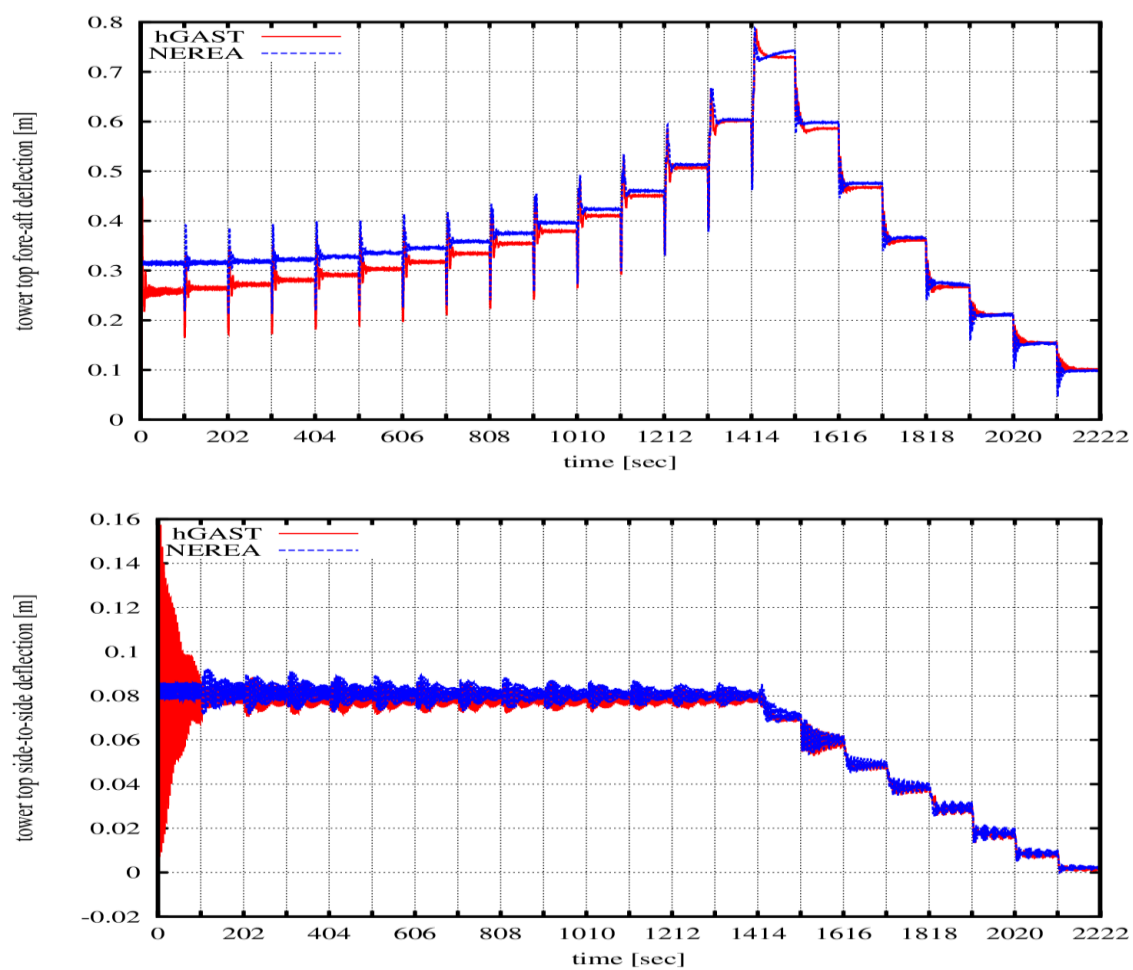 0.8
hGAST
NEREA
0.7
0.6
0.5
0.4
0.3
0.2
0.1
0
tower top fore-aft deflection [m]
0 202 404 606 808 1010 1212 1414 1616 1818 2020 2222
time [sec]
0.16
hGAST
NEREA
0.14
0.12
0.1
0.08
0.06
0.04
0.02
0
-0.02
tower top side-to-side deflection [m]
0 202 404 606 808 1010 1212 1414 1616 1818 2020 2222
time [sec]